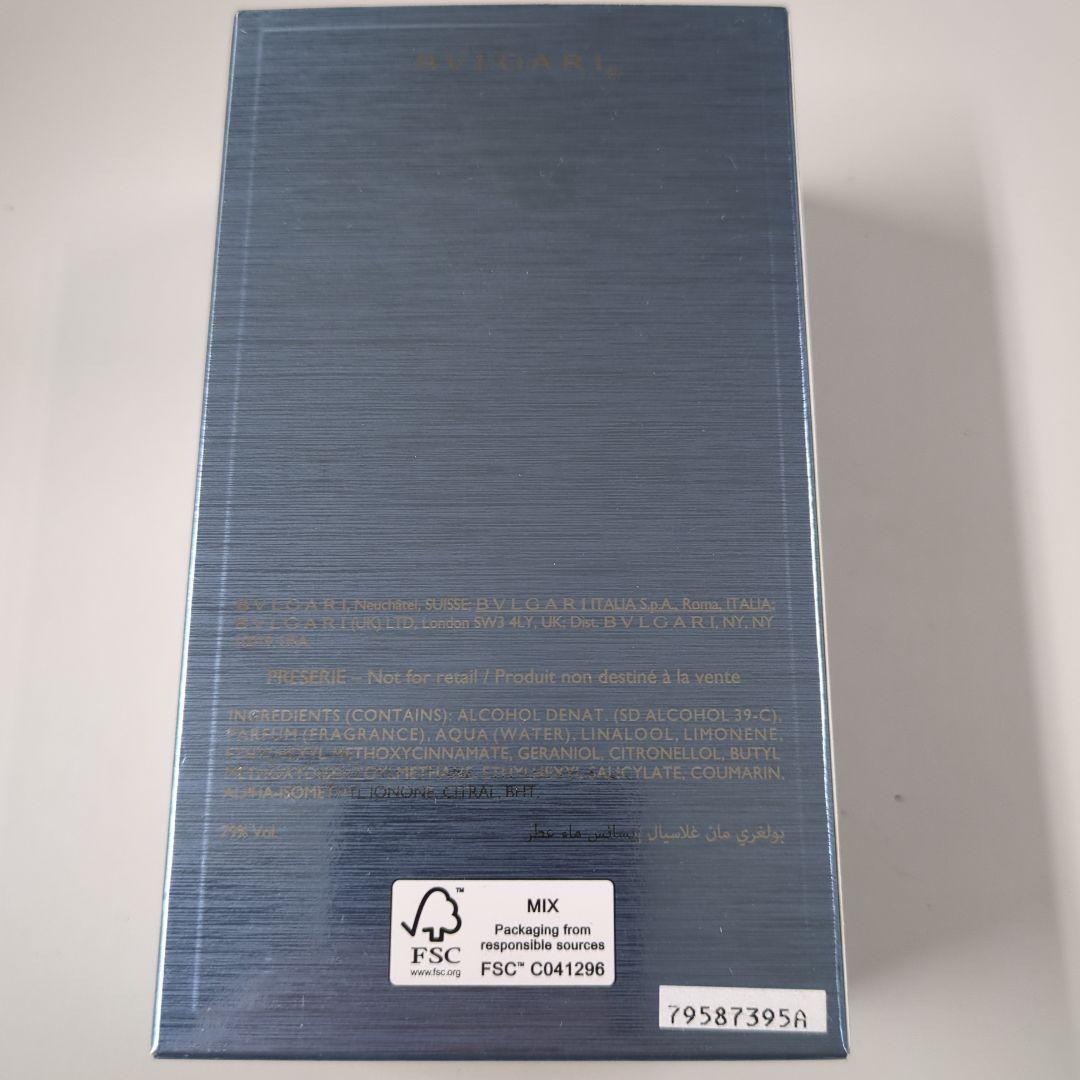 BVLGARI
BVLGARI, Neuchâtel, SUISSE; BVLGARI ITALIA S.p.A., Roma, ITALIA;
BVLGARI (UK) LTD, London SW3 4LY, UK; Dist. BVLGARI, NY, NY
USA
PRESERIE – Not for retail / Produit non destiné à la vente
INGREDIENTS (CONTAINS): ALCOHOL DENAT. (SD ALCOHOL 39-C),
PARFUM (FRAGRANCE), AQUA (WATER), LINALOOL, LIMONENE,
ETHYLHEXYL METHOXYCINNAMATE, GERANIOL, CITRONELLOL, BUTYL
METHOXYDIBENZOYLMETHANE, ETHYLHEXYL SALICYLATE, COUMARIN,
ALPHA-ISOMETHYL IONONE, CITRAL, BHT.
79% Vol. بولغري مان غلاسيال إيسانس ماء عطر
FSC™
www.fsc.org
MIX
Packaging from
responsible sources
FSC™ C041296
79587395A